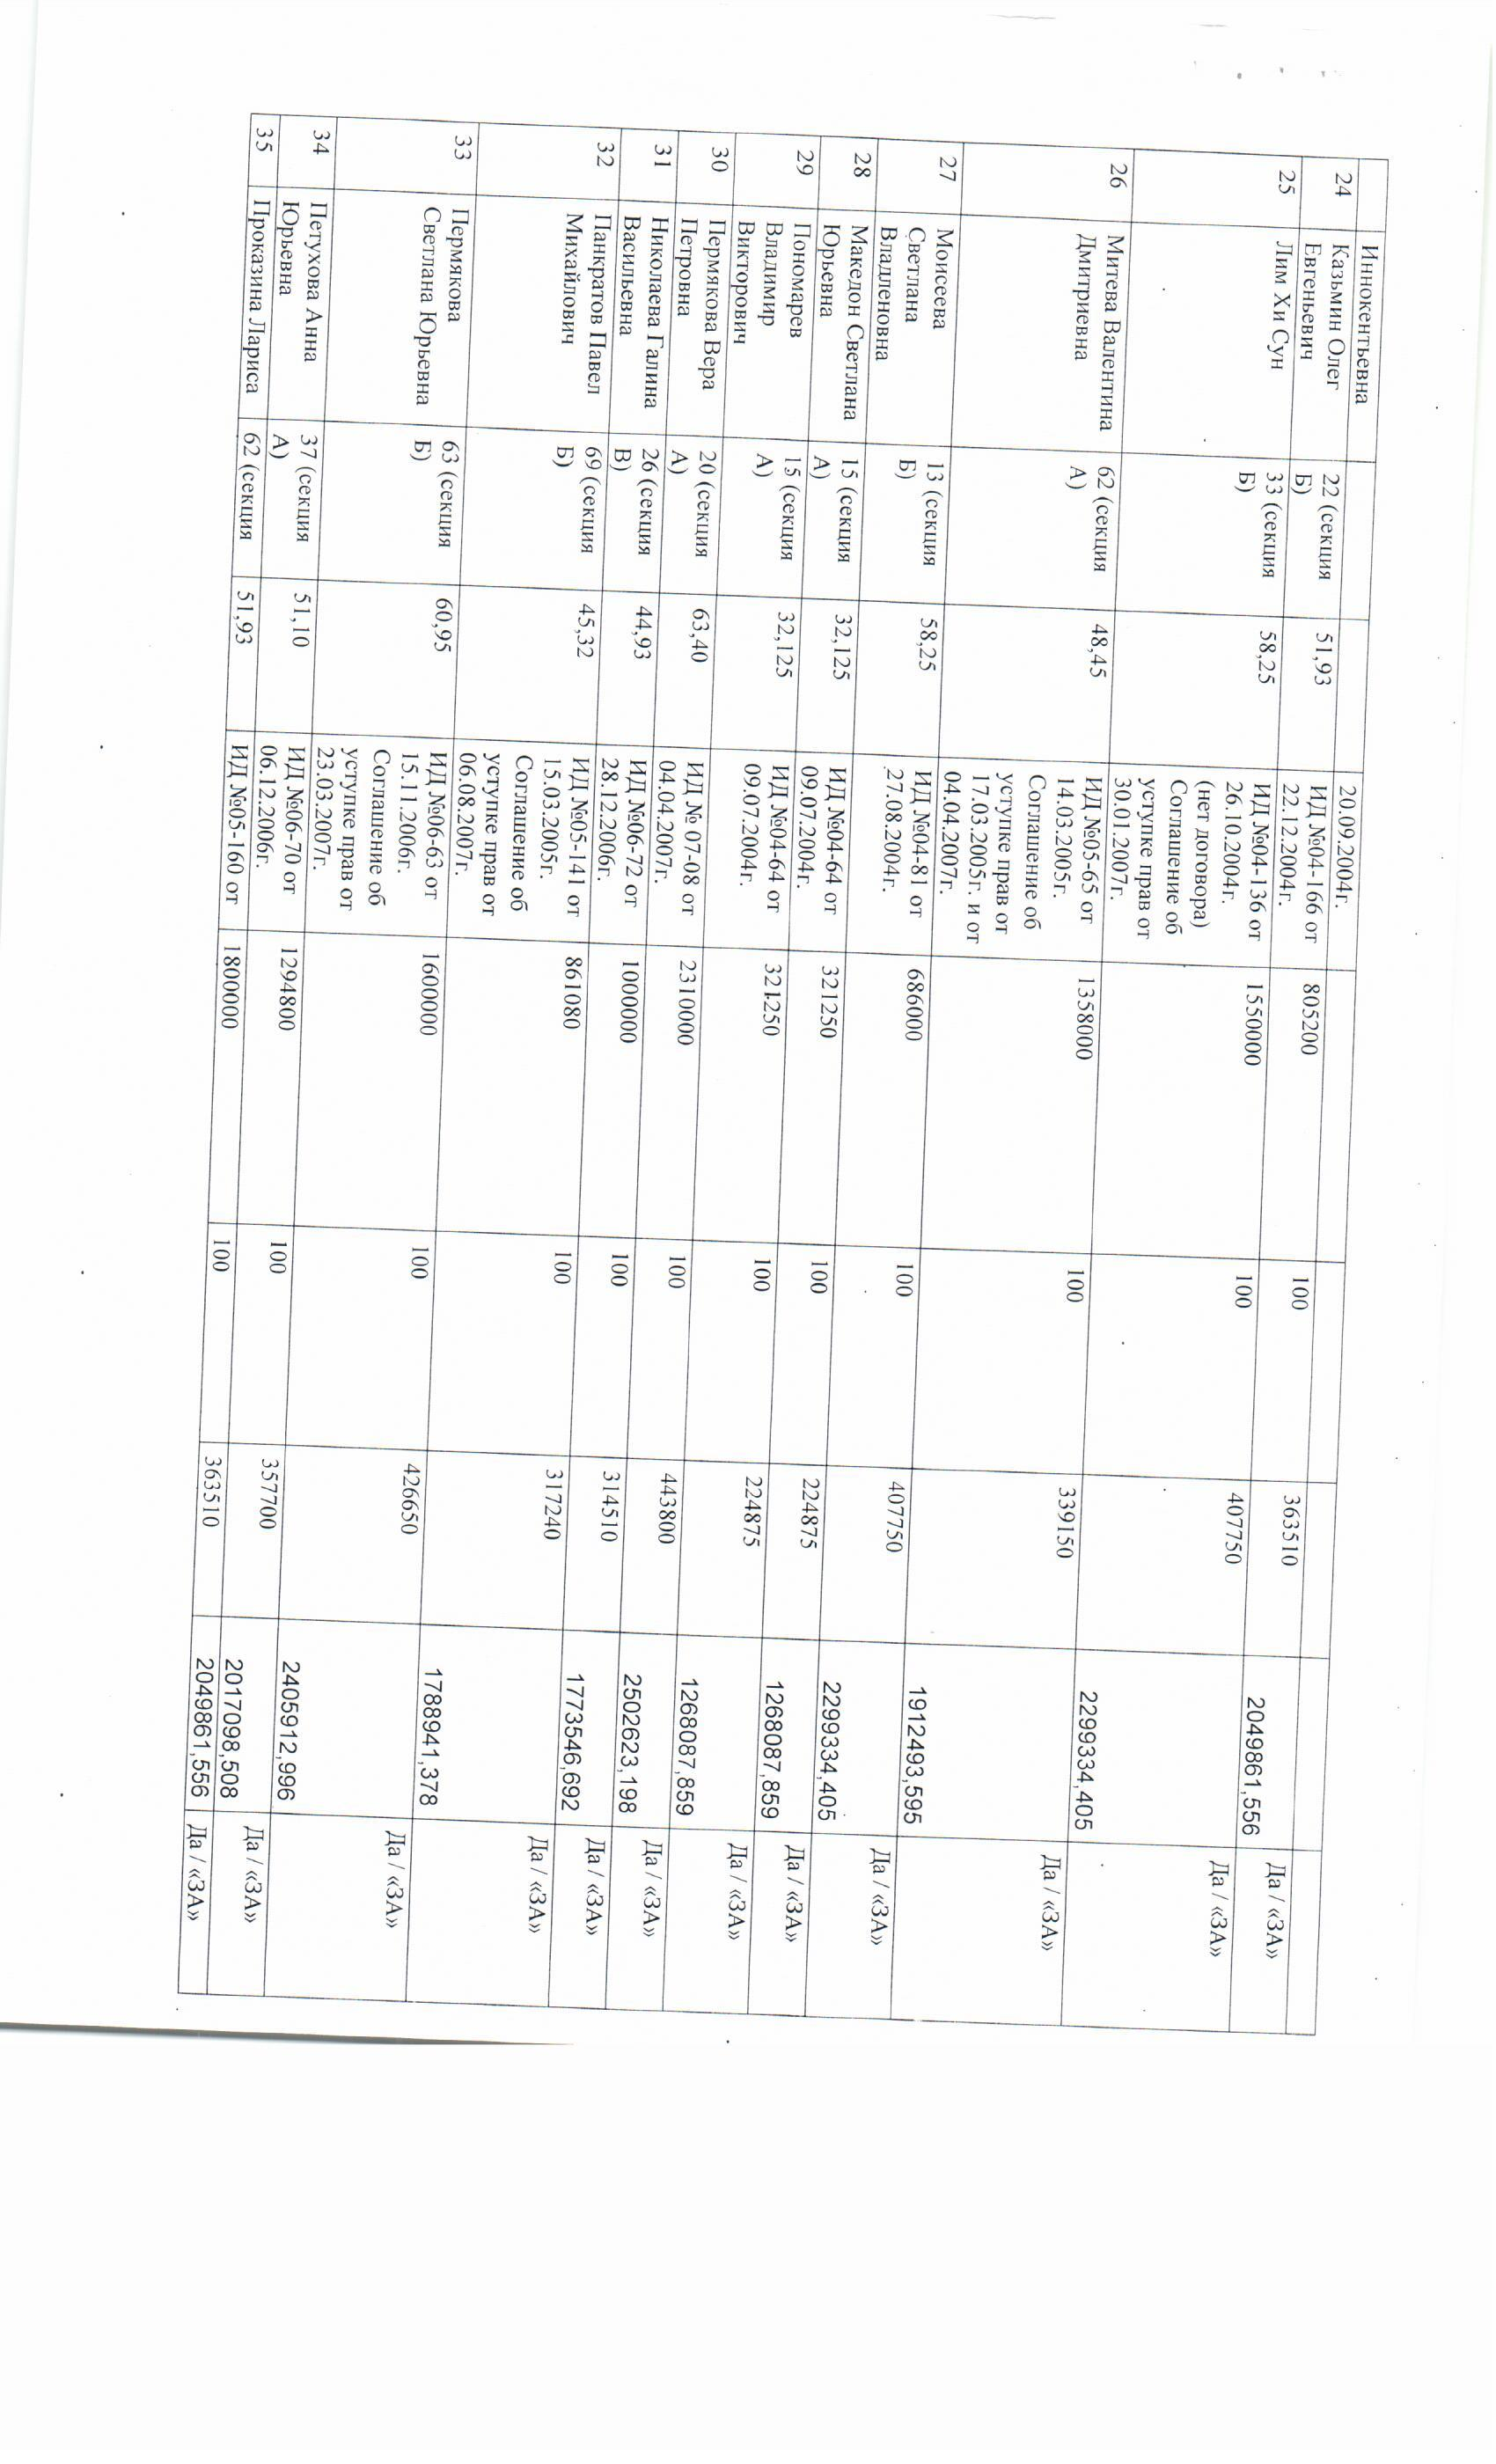 Иннокентьевна 20.09.2004г.
24 Казьмин Олег 22 (секция 51,93 ИД №04-166 от 805200 100 363510 Да / «ЗА»
Евгеньевич Б) 22.12.2004г. 2049861,556
25 Лим Хи Сун 33 (секция 58,25 ИД №04-136 от 1550000 100 407750 Да / «ЗА»
Б) 26.10.2004г.
(нет договора)
Соглашение об
уступке прав от
30.01.2007г. 2299334,405
26 Митева Валентина 62 (секция 48,45 ИД №05-65 от 1358000 100 339150 Да / «ЗА»
Дмитриевна А) 14.03.2005г.
Соглашение об
уступке прав от
17.03.2005г. и от
04.04.2007г. 1912493,595
27 Моисеева 13 (секция 58,25 ИД №04-81 от 686000 100 407750 Да / «ЗА»
Светлана Б) 27.08.2004г.
Владленовна 2299334,405
28 Македон Светлана 15 (секция 32,125 ИД №04-64 от 321250 100 224875 Да / «ЗА»
Юрьевна А) 09.07.2004г. 1268087,859
29 Пономарев 15 (секция 32,125 ИД №04-64 от 321250 100 224875 Да / «ЗА»
Владимир А) 09.07.2004г.
Викторович 1268087,859
30 Пермякова Вера 20 (секция 63,40 ИД № 07-08 от 2310000 100 443800 Да / «ЗА»
Петровна А) 04.04.2007г. 2502623,198
31 Николаева Галина 26 (секция 44,93 ИД №06-72 от 1000000 100 314510 Да / «ЗА»
Васильевна В) 28.12.2006г. 1773546,692
32 Панкратов Павел 69 (секция 45,32 ИД №05-141 от 861080 100 317240 Да / «ЗА»
Михайлович Б) 15.03.2005г.
Соглашение об
уступке прав от
06.08.2007г. 1788941,378
33 Пермякова 63 (секция 60,95 ИД №06-63 от 1600000 100 426650 Да / «ЗА»
Светлана Юрьевна Б) 15.11.2006г.
Соглашение об
уступке прав от
23.03.2007г. 2405912,996
34 Петухова Анна 37 (секция 51,10 ИД №06-70 от 1294800 100 357700 Да / «ЗА»
Юрьевна А) 06.12.2006г. 2017098,508
35 Проказина Лариса 62 (секция 51,93 ИД №05-160 от 1800000 100 363510 2049861,556 Да / «ЗА»